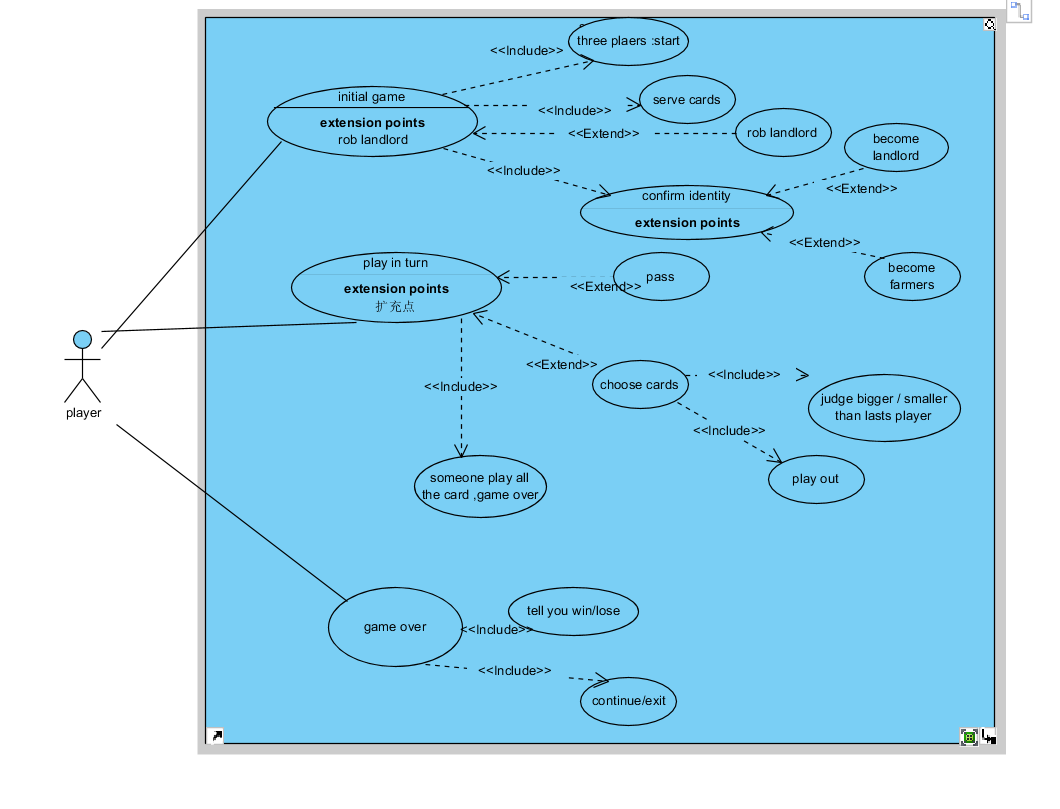 three plaers :start
<<Include>>
initial game
extension points
rob landlord
<<Include>>
serve cards
<<Extend>>
rob landlord
become
landlord
<<Include>>
<<Extend>>
confirm identity
extension points
<<Extend>>
become
farmers
play in turn
extension points
扩充点
<<Extend>>
pass
<<Extend>>
<<Include>>
choose cards
<<Include>>
judge bigger / smaller
than lasts player
<<Include>>
play out
player
someone play all
the card ,game over
game over
<<Include>>
tell you win/lose
<<Include>>
continue/exit